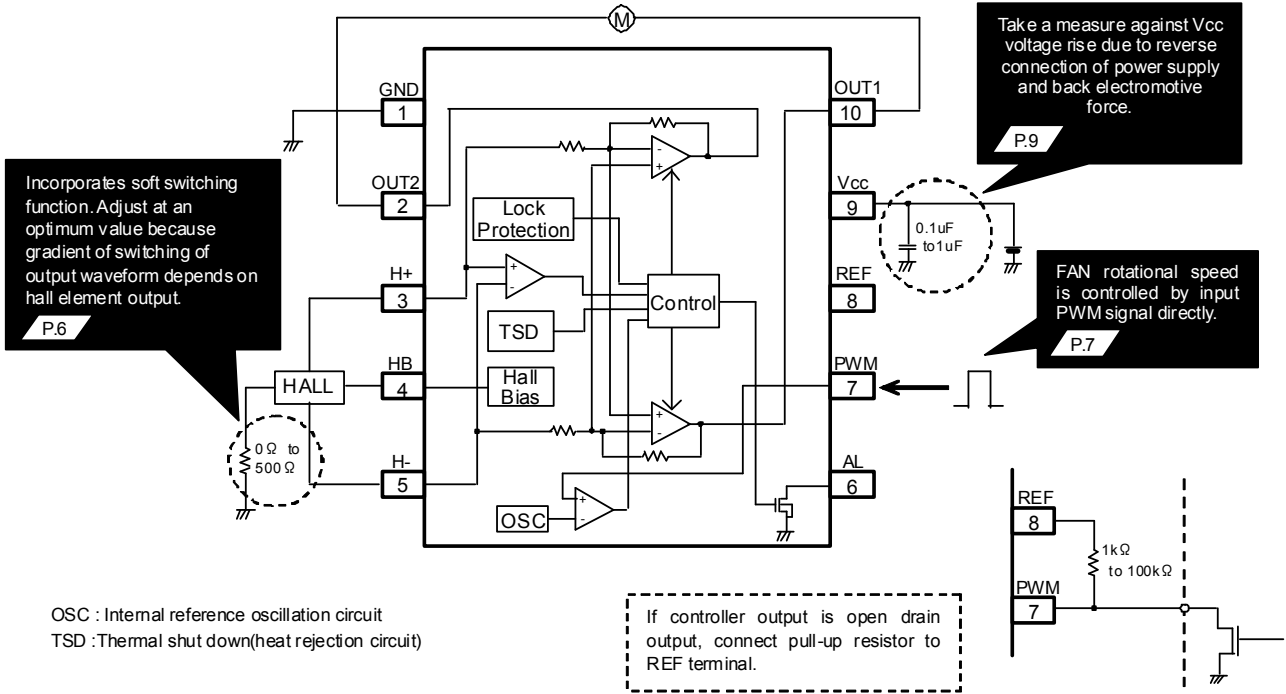 M
Take a measure against Vcc
voltage rise due to reverse
connection of power supply
and back electromotive
force.
P.9
GND
1
OUT1
10
Incorporates soft switching
function. Adjust at an
optimum value because
gradient of switching of
output waveform depends on
hall element output.
P.6
OUT2
2
Lock
Protection
-
+
Vcc
9
0.1uF
to1uF
H+
3
+
-
Control
REF
8
FAN rotational speed
is controlled by input
PWM signal directly.
P.7
TSD
HALL
HB
4
Hall
Bias
PWM
7
0Ω to
500Ω
+
-
H-
5
AL
6
OSC
+
-
REF
8
1kΩ
to 100kΩ
PWM
7
OSC : Internal reference oscillation circuit
TSD :Thermal shut down(heat rejection circuit)
If controller output is open drain
output, connect pull-up resistor to
REF terminal.